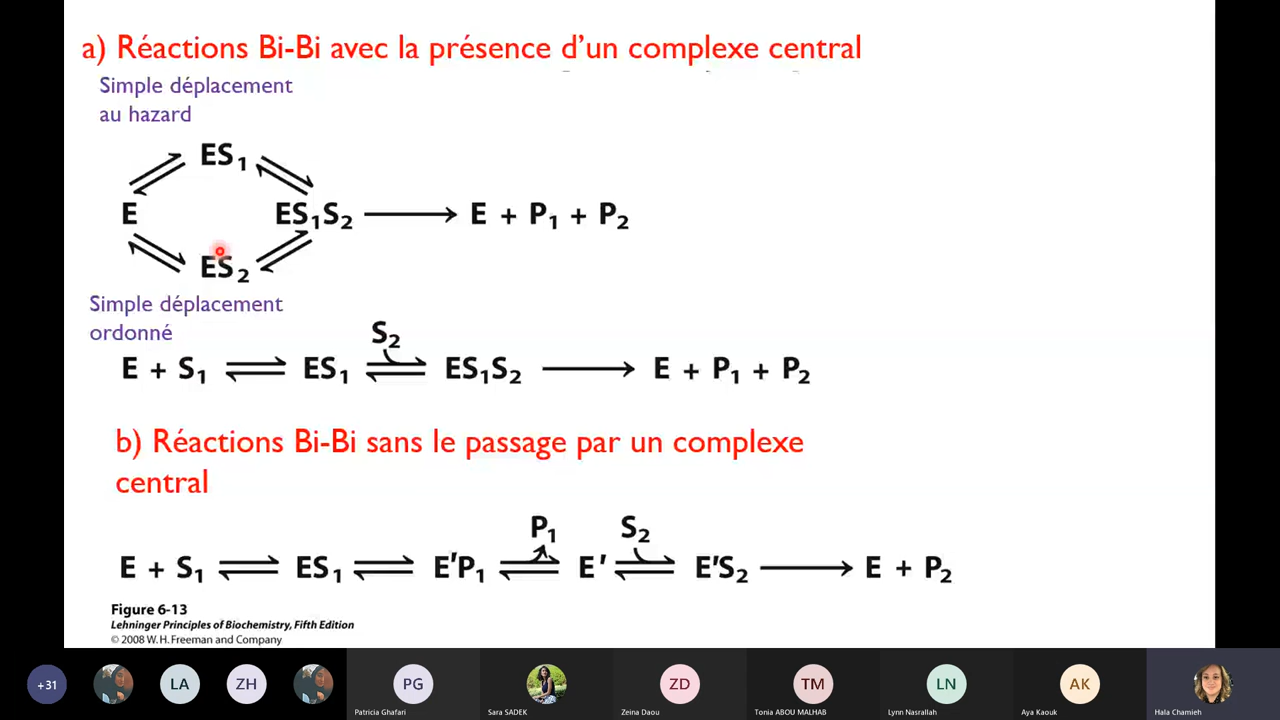 a) Réactions Bi-Bi avec la présence d’un complexe central
Simple déplacement
au hazard
ES1
E ES1S2 E + P1 + P2
ES2
Simple déplacement
ordonné
S2
E + S1 ES1 ES1S2 E + P1 + P2
b) Réactions Bi-Bi sans le passage par un complexe
central
P1 S2
E + S1 ES1 E′P1 E′ E′S2 E + P2
Figure 6-13
Lehninger Principles of Biochemistry, Fifth Edition
© 2008 W. H. Freeman and Company
+31 LA ZH PG ZD TM LN AK
Patricia Ghafari Sara SADEK Zeina Daou Tonia ABOU MALHAB Lynn Nasrallah Aya Kaouk Hala Chamieh